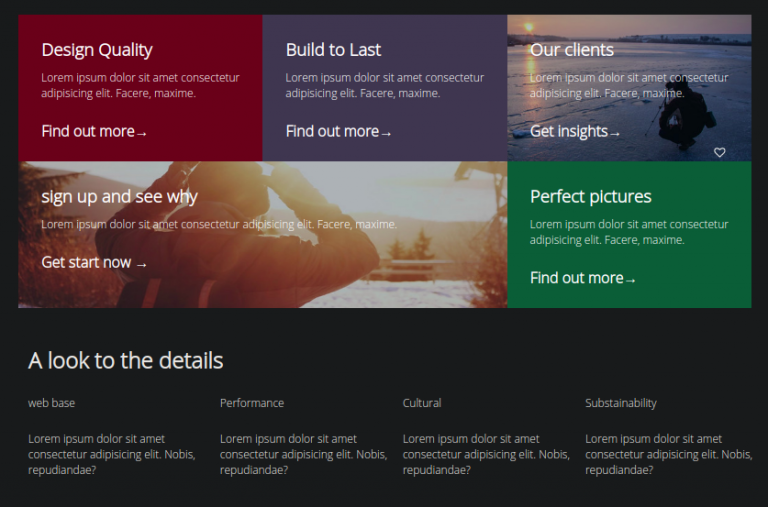 Design Quality
Lorem ipsum dolor sit amet consectetur
adipisicing elit. Facere, maxime.
Find out more→
Build to Last
Lorem ipsum dolor sit amet consectetur
adipisicing elit. Facere, maxime.
Find out more→
Our clients
Lorem ipsum dolor sit amet consectetur
adipisicing elit. Facere, maxime.
Get insights→
sign up and see why
Lorem ipsum dolor sit amet consectetur adipisicing elit. Facere, maxime.
Get start now →
Perfect pictures
Lorem ipsum dolor sit amet consectetur
adipisicing elit. Facere, maxime.
Find out more→
A look to the details
web base
Lorem ipsum dolor sit amet
consectetur adipisicing elit. Nobis,
repudiandae?
Performance
Lorem ipsum dolor sit amet
consectetur adipisicing elit. Nobis,
repudiandae?
Cultural
Lorem ipsum dolor sit amet
consectetur adipisicing elit. Nobis,
repudiandae?
Substainability
Lorem ipsum dolor sit amet
consectetur adipisicing elit. Nobis,
repudiandae?